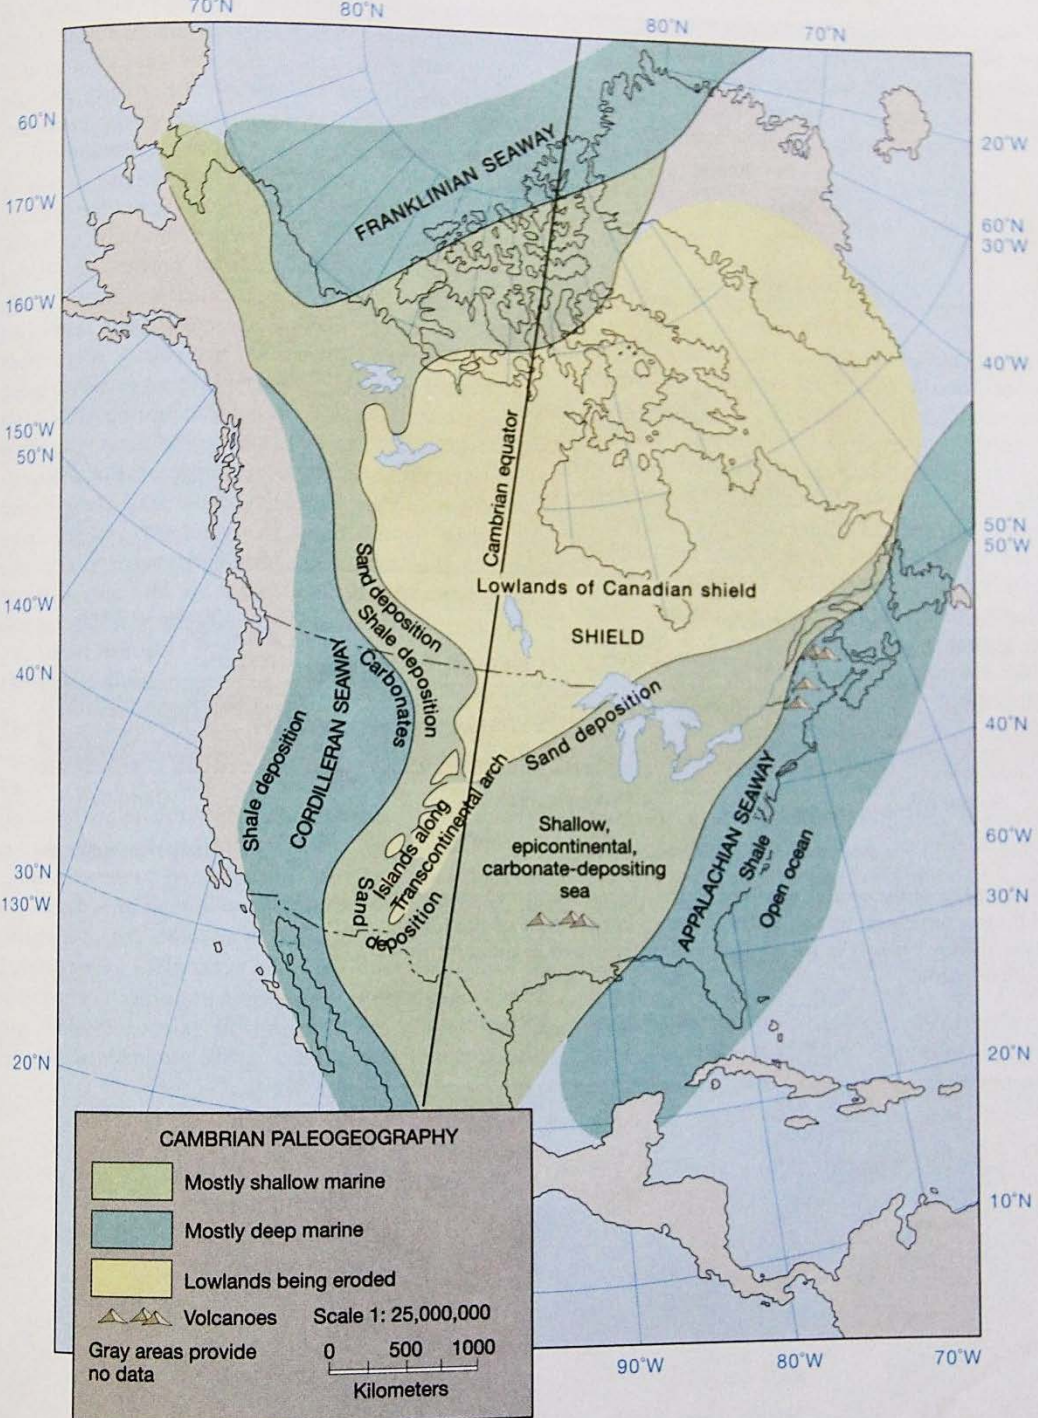 70°N
80°N
80°N
70°N
60°N
170°W
160°W
150°W
50°N
140°W
40°N
30°N
130°W
20°N
20°W
60°N
30°W
40°W
50°N
50°W
40°N
60°W
30°N
20°N
10°N
90°W
80°W
70°W
FRANKLINIAN SEAWAY
Cambrian equator
Lowlands of Canadian shield
SHIELD
Sand deposition
Shale deposition
Carbonates
CORDILLERAN SEAWAY
Shale deposition
Sand deposition
Islands along
Transcontinental arch
Sand
deposition
Shallow,
epicontinental,
carbonate-depositing
sea
APPALACHIAN SEAWAY
Shale
Open ocean
CAMBRIAN PALEOGEOGRAPHY
Mostly shallow marine
Mostly deep marine
Lowlands being eroded
Volcanoes
Scale 1: 25,000,000
Gray areas provide
no data
0 500 1000
Kilometers